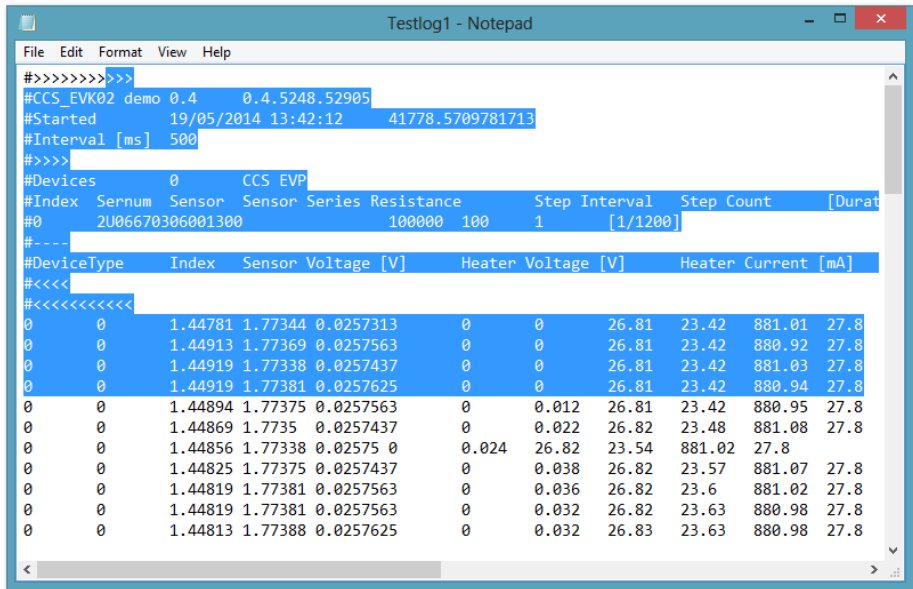 Testlog1 - Notepad
File Edit Format View Help
#>>>>>>>>>>>
#CCS_EVK02 demo 0.4 0.4.5248.52905
#Started 19/05/2014 13:42:12 41778.5709781713
#Interval [ms] 500
#>>>>
#Devices 0 CCS EVP
#Index Sernum Sensor Sensor Series Resistance Step Interval Step Count [Durat
#0 2U06670306001300 100000 100 1 [1/1200]
#----
#DeviceType Index Sensor Voltage [V] Heater Voltage [V] Heater Current [mA]
#<<<<
#<<<<<<<<<<<
0 0 1.44781 1.77344 0.0257313 0 0 26.81 23.42 881.01 27.8
0 0 1.44913 1.77369 0.0257563 0 0 26.81 23.42 880.92 27.8
0 0 1.44919 1.77338 0.0257437 0 0 26.81 23.42 881.03 27.8
0 0 1.44919 1.77381 0.0257625 0 0 26.81 23.42 880.94 27.8
0 0 1.44894 1.77375 0.0257563 0 0.012 26.81 23.42 880.95 27.8
0 0 1.44869 1.7735 0.0257437 0 0.022 26.82 23.48 881.08 27.8
0 0 1.44856 1.77338 0.02575 0 0.024 26.82 23.54 881.02 27.8
0 0 1.44825 1.77375 0.0257437 0 0.038 26.82 23.57 881.07 27.8
0 0 1.44819 1.77381 0.0257563 0 0.036 26.82 23.6 881.02 27.8
0 0 1.44819 1.77381 0.0257563 0 0.032 26.82 23.63 880.98 27.8
0 0 1.44813 1.77388 0.0257625 0 0.032 26.83 23.63 880.98 27.8